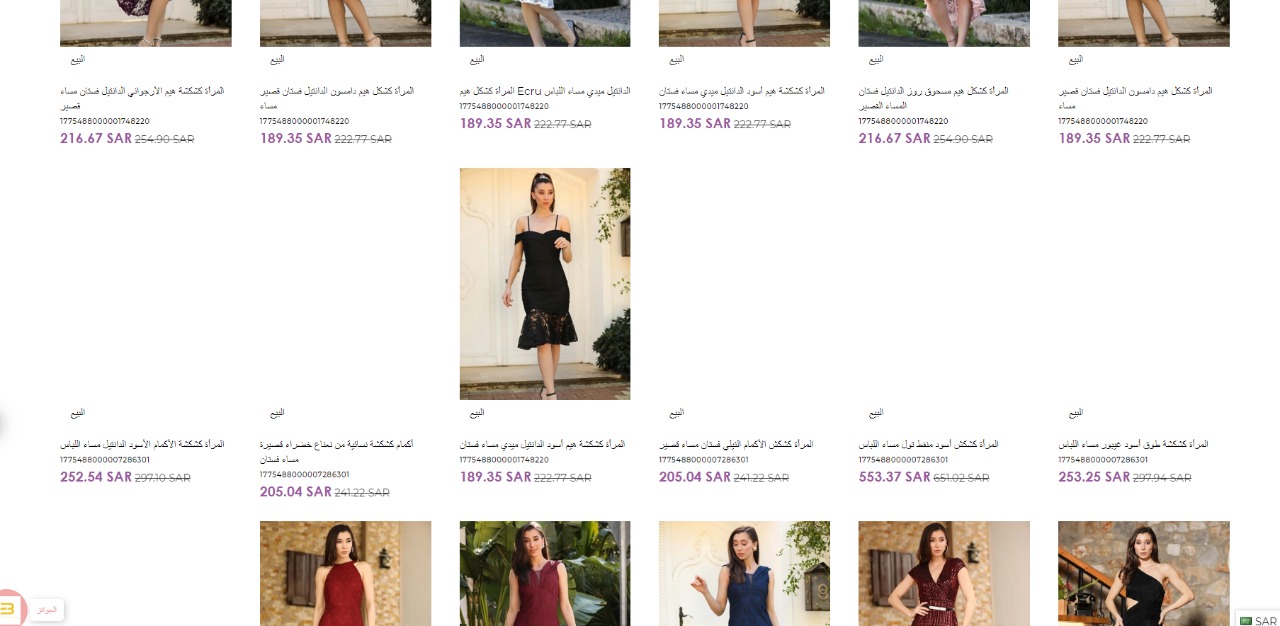 البيع
البيع
البيع
البيع
البيع
البيع
المرأة كشكشة هيم الأرجواني الدانتيل فستان مساء
قصير
1775488000001748220
216.67 SAR 254.90 SAR
المرأة كشكل هيم دامسون الدانتيل فستان قصير
مساء
1775488000001748220
189.35 SAR 222.77 SAR
الدانتيل ميدي مساء اللباس Ecru المرأة كشكل هيم
1775488000001748220
189.35 SAR 222.77 SAR
المرأة كشكشة هيم أسود الدانتيل ميدي مساء فستان
1775488000001748220
189.35 SAR 222.77 SAR
المرأة كشكل هيم مسحوق روز الدانتيل فستان
المساء القصير
1775488000001748220
216.67 SAR 254.90 SAR
المرأة كشكل هيم دامسون الدانتيل فستان قصير
مساء
1775488000001748220
189.35 SAR 222.77 SAR
البيع
البيع
البيع
البيع
البيع
البيع
المرأة كشكشة الأكمام الأسود الدانتيل مساء اللباس
1775488000007286301
252.54 SAR 297.10 SAR
أكمام كشكشة نسائية من نعناع خضراء قصيرة
مساء فستان
1775488000007286301
205.04 SAR 241.22 SAR
المرأة كشكشة هيم أسود الدانتيل ميدي مساء فستان
1775488000001748220
189.35 SAR 222.77 SAR
المرأة كشكش الأكمام النيلي فستان مساء قصير
1775488000007286301
205.04 SAR 241.22 SAR
المرأة كشكش أسود منقط تول مساء اللباس
1775488000007286301
553.37 SAR 651.02 SAR
المرأة كشكشة طوق أسود غيبور مساء اللباس
1775488000007286301
253.25 SAR 297.94 SAR
الجوائز
SAR